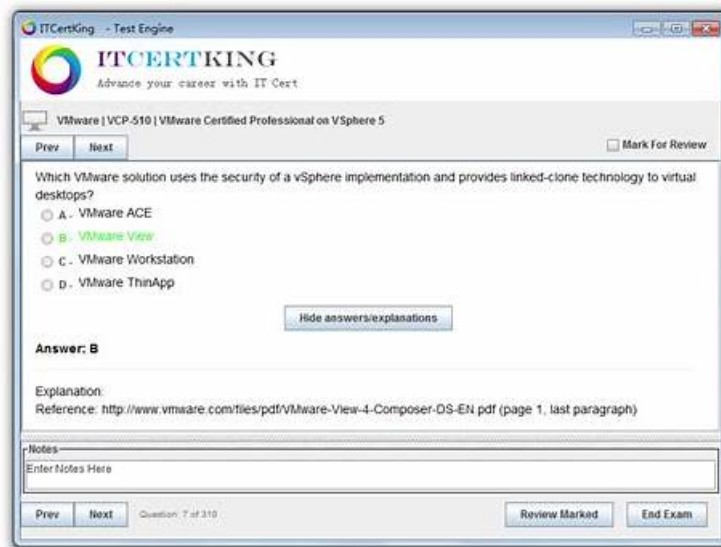 ITCertKing - Test Engine
ITCERTKING
Advance your career with IT Cert
VMware | VCP-510 | VMware Certified Professional on VSphere 5
Prev Next Mark For Review
Which VMware solution uses the security of a vSphere implementation and provides linked-clone technology to virtual
desktops?
A. VMware ACE
B. VMware View
C. VMware Workstation
D. VMware ThinApp
Hide answers/explanations
Answer: B
Explanation:
Reference: http://www.vmware.com/files/pdf/VMware-View-4-Composer-DS-EN.pdf (page 1, last paragraph)
Notes
Enter Notes Here
Prev Next Question: 7 of 310 Review Marked End Exam